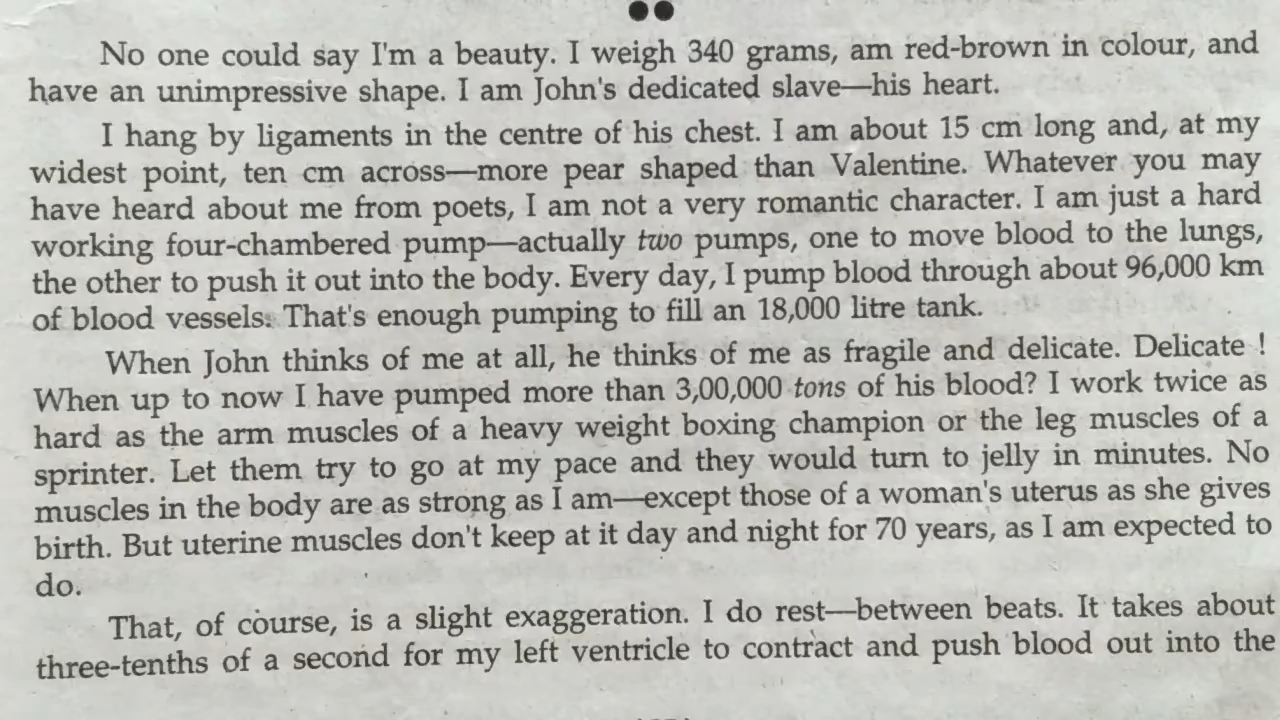 No one could say I'm a beauty. I weigh 340 grams, am red-brown in colour, and
have an unimpressive shape. I am John's dedicated slave—his heart.
I hang by ligaments in the centre of his chest. I am about 15 cm long and, at my
widest point, ten cm across—more pear shaped than Valentine. Whatever you may
have heard about me from poets, I am not a very romantic character. I am just a hard
working four-chambered pump—actually two pumps, one to move blood to the lungs,
the other to push it out into the body. Every day, I pump blood through about 96,000 km
of blood vessels. That's enough pumping to fill an 18,000 litre tank.
When John thinks of me at all, he thinks of me as fragile and delicate. Delicate !
When up to now I have pumped more than 3,00,000 tons of his blood? I work twice as
hard as the arm muscles of a heavy weight boxing champion or the leg muscles of a
sprinter. Let them try to go at my pace and they would turn to jelly in minutes. No
muscles in the body are as strong as I am—except those of a woman's uterus as she gives
birth. But uterine muscles don't keep at it day and night for 70 years, as I am expected to
do.
That, of course, is a slight exaggeration. I do rest—between beats. It takes about
three-tenths of a second for my left ventricle to contract and push blood out into the